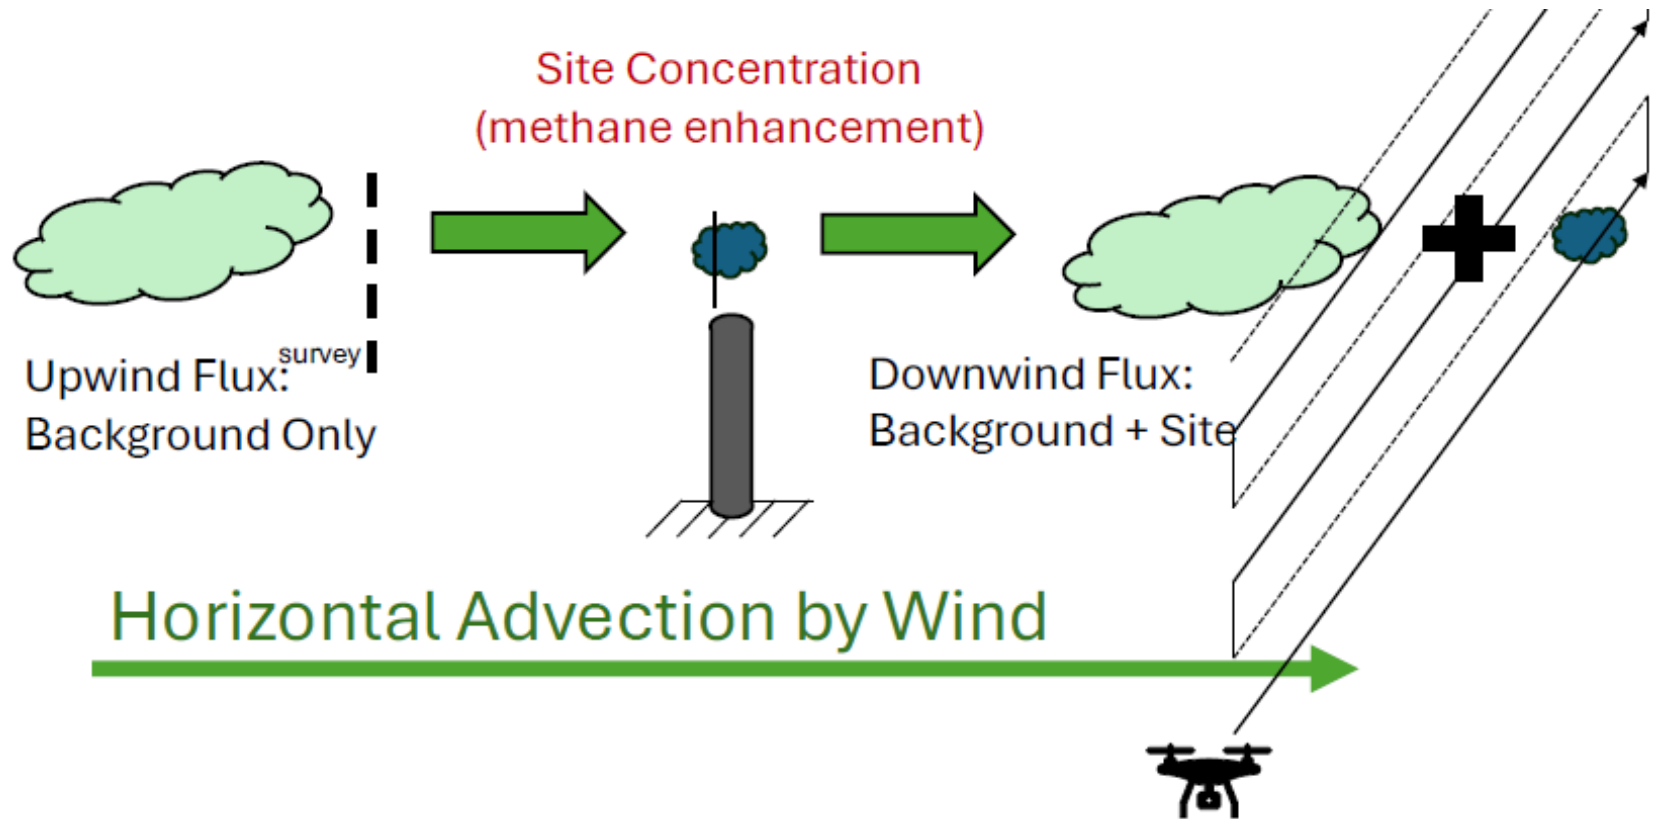 Site Concentration
(methane enhancement)
survey
Upwind Flux:
Background Only
Downwind Flux:
Background + Site
Horizontal Advection by Wind